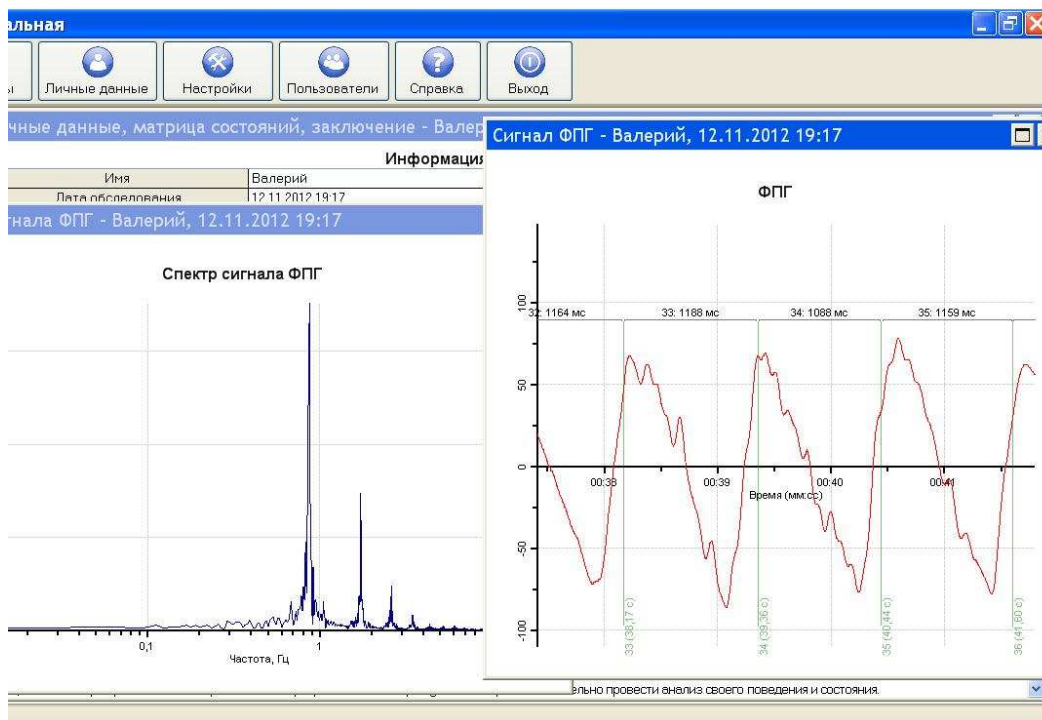 альная
ы Личные данные Настройки Пользователи Справка Выход
чные данные, матрица состояний, заключение - Валер
Информация
Имя Валерий
Дата обследования 12.11.2012 19:17
гнала ФПГ - Валерий, 12.11.2012 19:17
Спектр сигнала ФПГ
0,1 1
Частота, Гц
Сигнал ФПГ - Валерий, 12.11.2012 19:17
ФПГ
100
32: 1164 мс 33: 1188 мс 34: 1088 мс 35: 1159 мс
50
0
00:38 00:39 00:40 00:41
Время (мм:сс)
-50
-100
33 (38,17 с) 34 (39,36 с) 35 (40,44 с) 36 (41,60 с)
ельно провести анализ своего поведения и состояния.